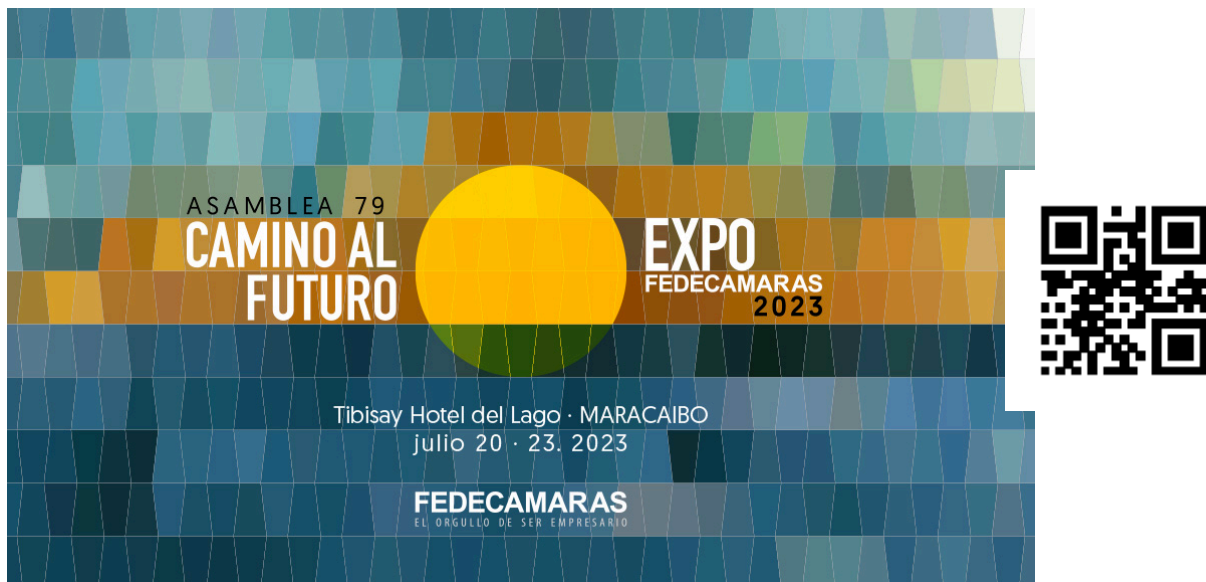 ASAMBLEA 79
CAMINO AL
FUTURO
EXPO
FEDECAMARAS
2023
Tibisay Hotel del Lago · MARACAIBO
julio 20 · 23. 2023
FEDECAMARAS
EL ORGULLO DE SER EMPRESARIO